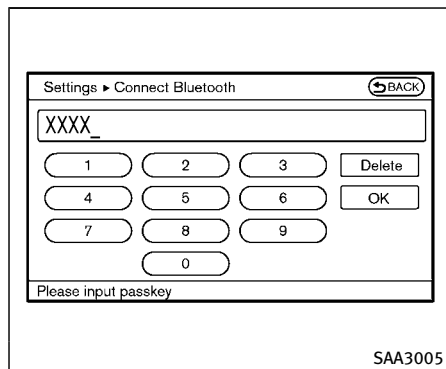 Settings ▸ Connect Bluetooth BACK
XXXX_
1 2 3 Delete
4 5 6 OK
7 8 9
0
Please input passkey
SAA3005